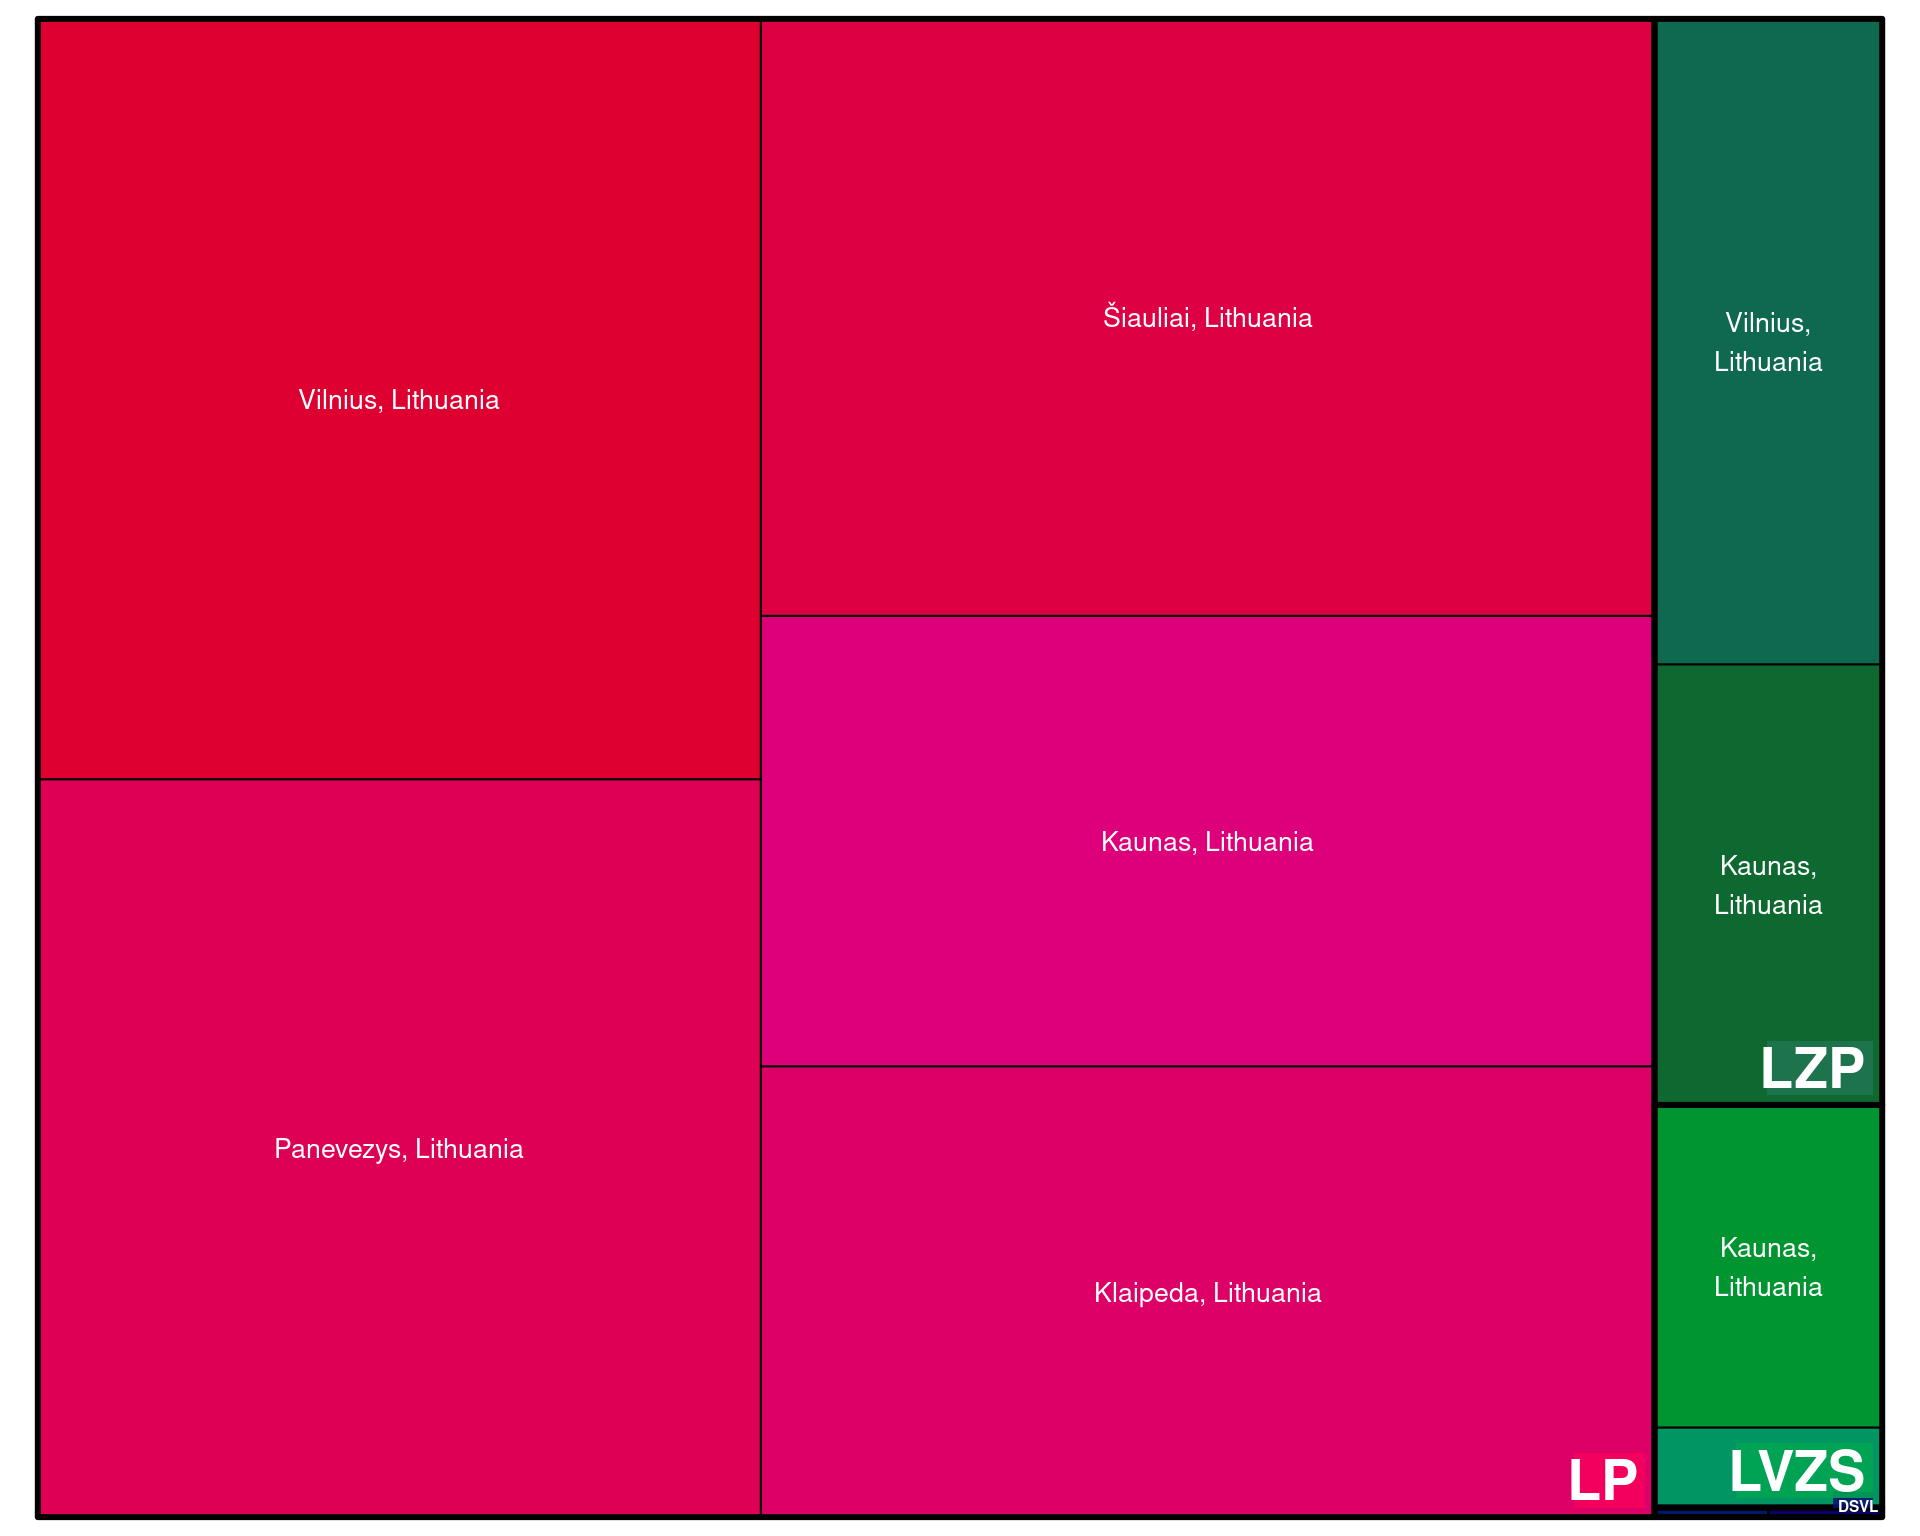 Vilnius, Lithuania
Panevezys, Lithuania
Šiauliai, Lithuania
Kaunas, Lithuania
Klaipeda, Lithuania
LP
Vilnius,
Lithuania
Kaunas,
Lithuania
LZP
Kaunas,
Lithuania
LVZS
DSVL